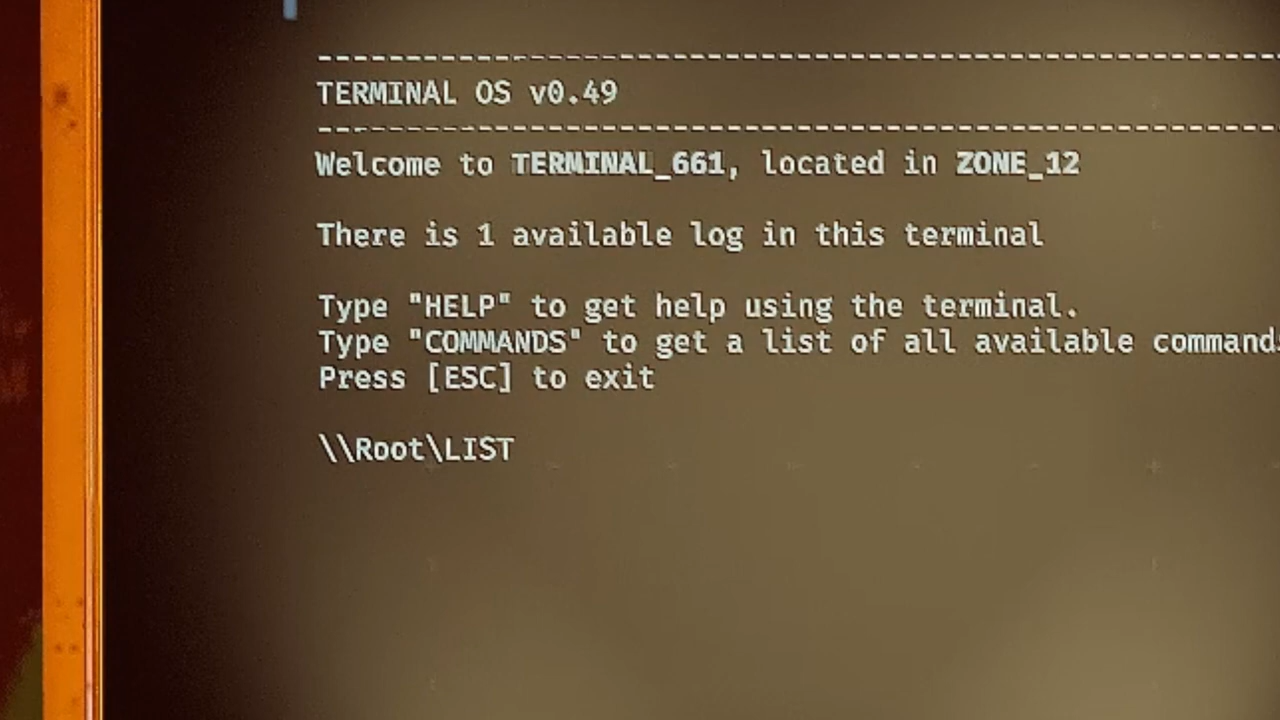 ----------------------------------------------------
TERMINAL OS v0.49
----------------------------------------------------
Welcome to TERMINAL_661, located in ZONE_12
There is 1 available log in this terminal
Type "HELP" to get help using the terminal.
Type "COMMANDS" to get a list of all available commands
Press [ESC] to exit
\\Root\LIST